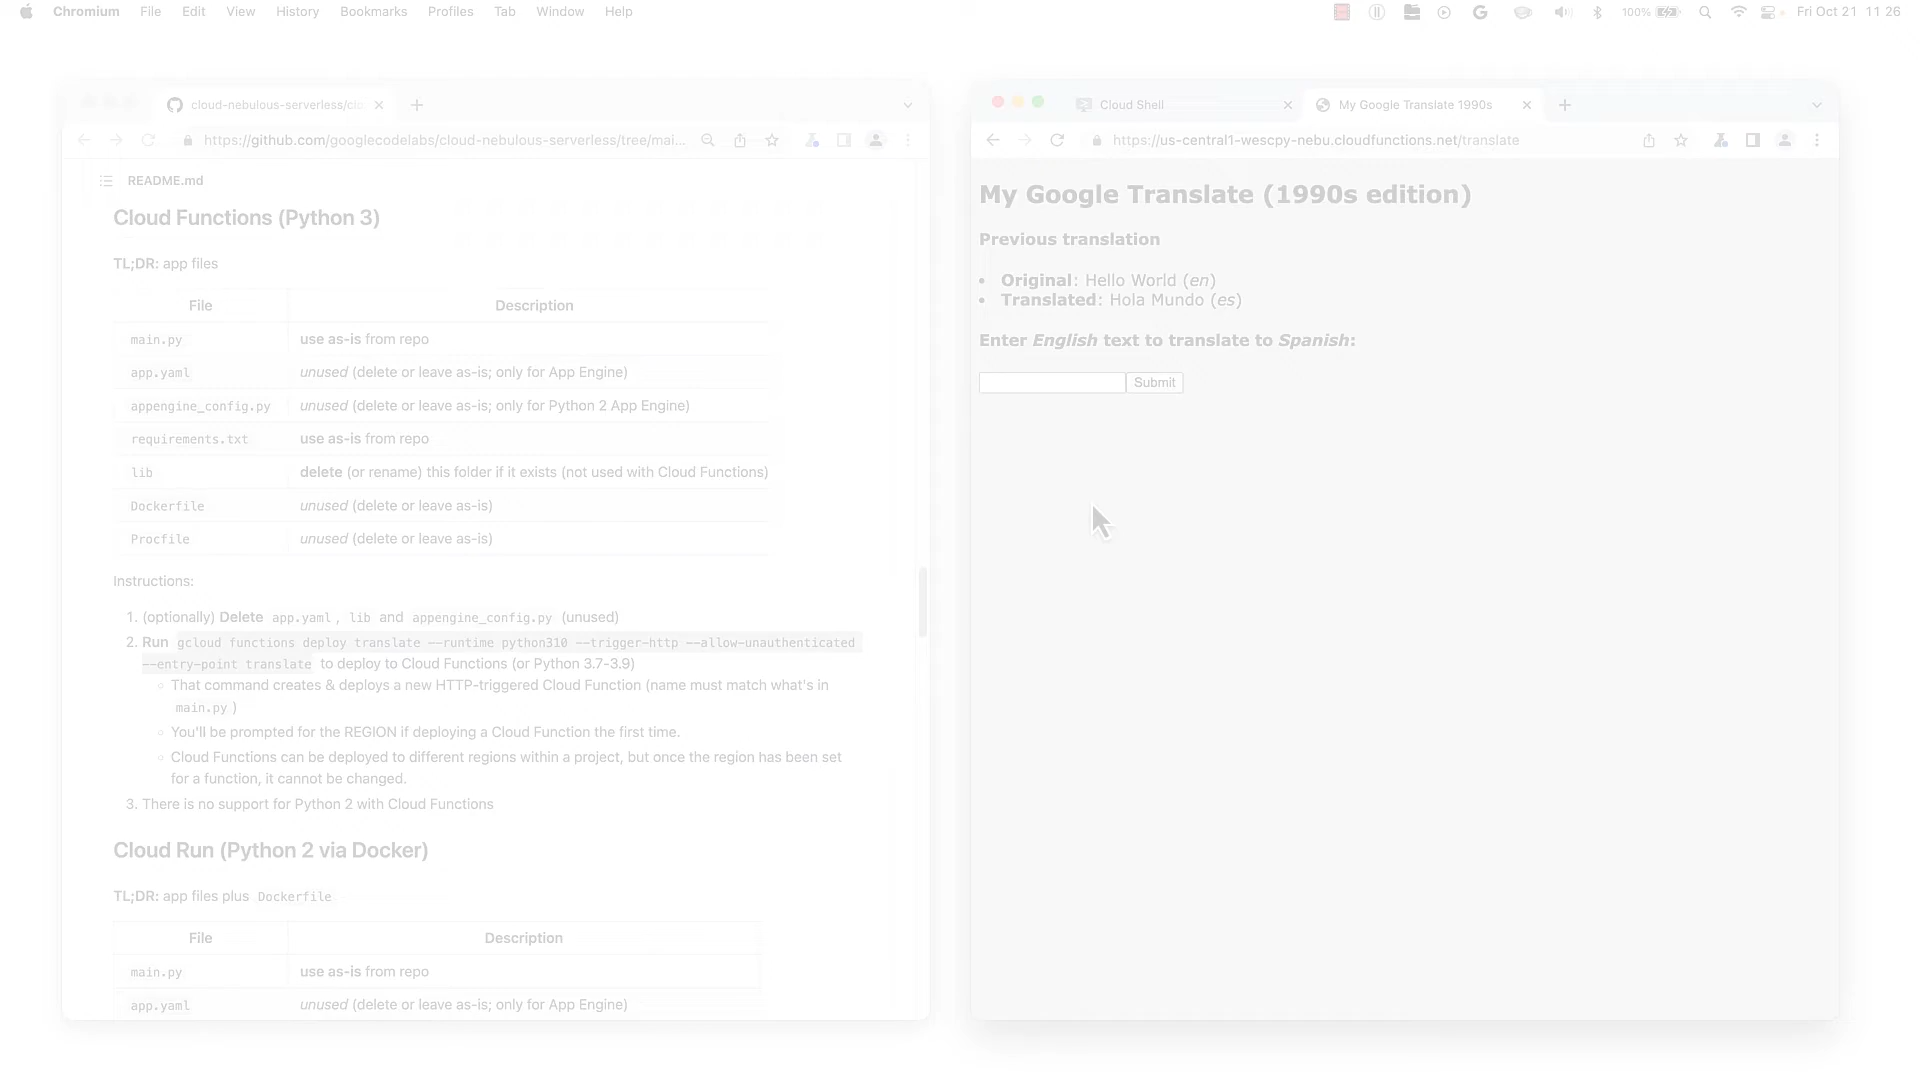 Chromium File Edit View History Bookmarks Profiles Tab Window Help
100% Fri Oct 21 11 26
cloud-nebulous-serverless/clo
https://github.com/googlecodelabs/cloud-nebulous-serverless/tree/mai...
README.md
Cloud Functions (Python 3)
TL;DR: app files
File Description
main.py use as-is from repo
app.yaml unused (delete or leave as-is; only for App Engine)
appengine_config.py unused (delete or leave as-is; only for Python 2 App Engine)
requirements.txt use as-is from repo
lib delete (or rename) this folder if it exists (not used with Cloud Functions)
Dockerfile unused (delete or leave as-is)
Procfile unused (delete or leave as-is)
Instructions:
1. (optionally) Delete app.yaml, lib and appengine_config.py (unused)
2. Run gcloud functions deploy translate --runtime python310 --trigger-http --allow-unauthenticated
--entry-point translate to deploy to Cloud Functions (or Python 3.7-3.9)
That command creates & deploys a new HTTP-triggered Cloud Function (name must match what's in
main.py )
You'll be prompted for the REGION if deploying a Cloud Function the first time.
Cloud Functions can be deployed to different regions within a project, but once the region has been set
for a function, it cannot be changed.
3. There is no support for Python 2 with Cloud Functions
Cloud Run (Python 2 via Docker)
TL;DR: app files plus Dockerfile
File Description
main.py use as-is from repo
app.yaml unused (delete or leave as-is; only for App Engine)
Cloud Shell My Google Translate 1990s
https://us-central1-wescpy-nebu.cloudfunctions.net/translate
My Google Translate (1990s edition)
Previous translation
• Original: Hello World (en)
• Translated: Hola Mundo (es)
Enter English text to translate to Spanish:
Submit